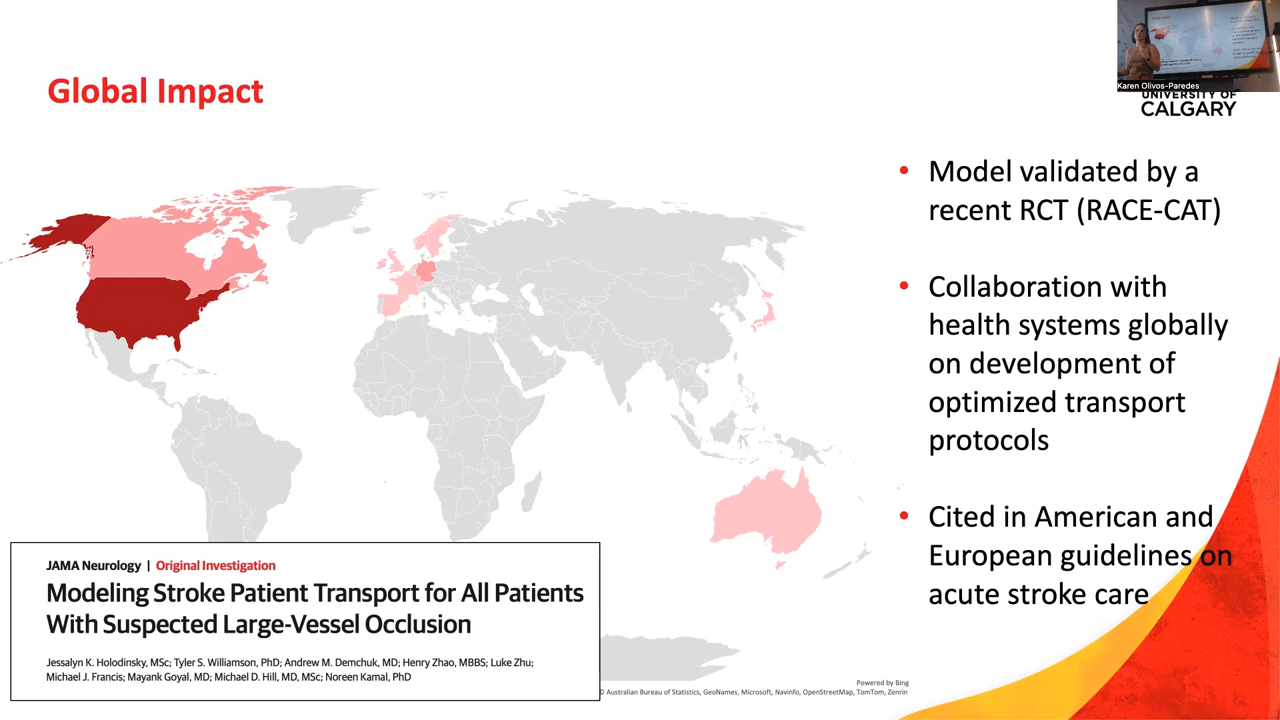 Global Impact
Karen Olivos-Paredes
UNIVERSITY OF
CALGARY
• Model validated by a
recent RCT (RACE-CAT)
• Collaboration with
health systems globally
on development of
optimized transport
protocols
• Cited in American and
European guidelines on
acute stroke care
JAMA Neurology | Original Investigation
Modeling Stroke Patient Transport for All Patients
With Suspected Large-Vessel Occlusion
Jessalyn K. Holodinsky, MSc; Tyler S. Williamson, PhD; Andrew M. Demchuk, MD; Henry Zhao, MBBS; Luke Zhu;
Michael J. Francis; Mayank Goyal, MD; Michael D. Hill, MD, MSc; Noreen Kamal, PhD
Powered by Bing
© Australian Bureau of Statistics, GeoNames, Microsoft, Navinfo, OpenStreetMap, TomTom, Zenrin